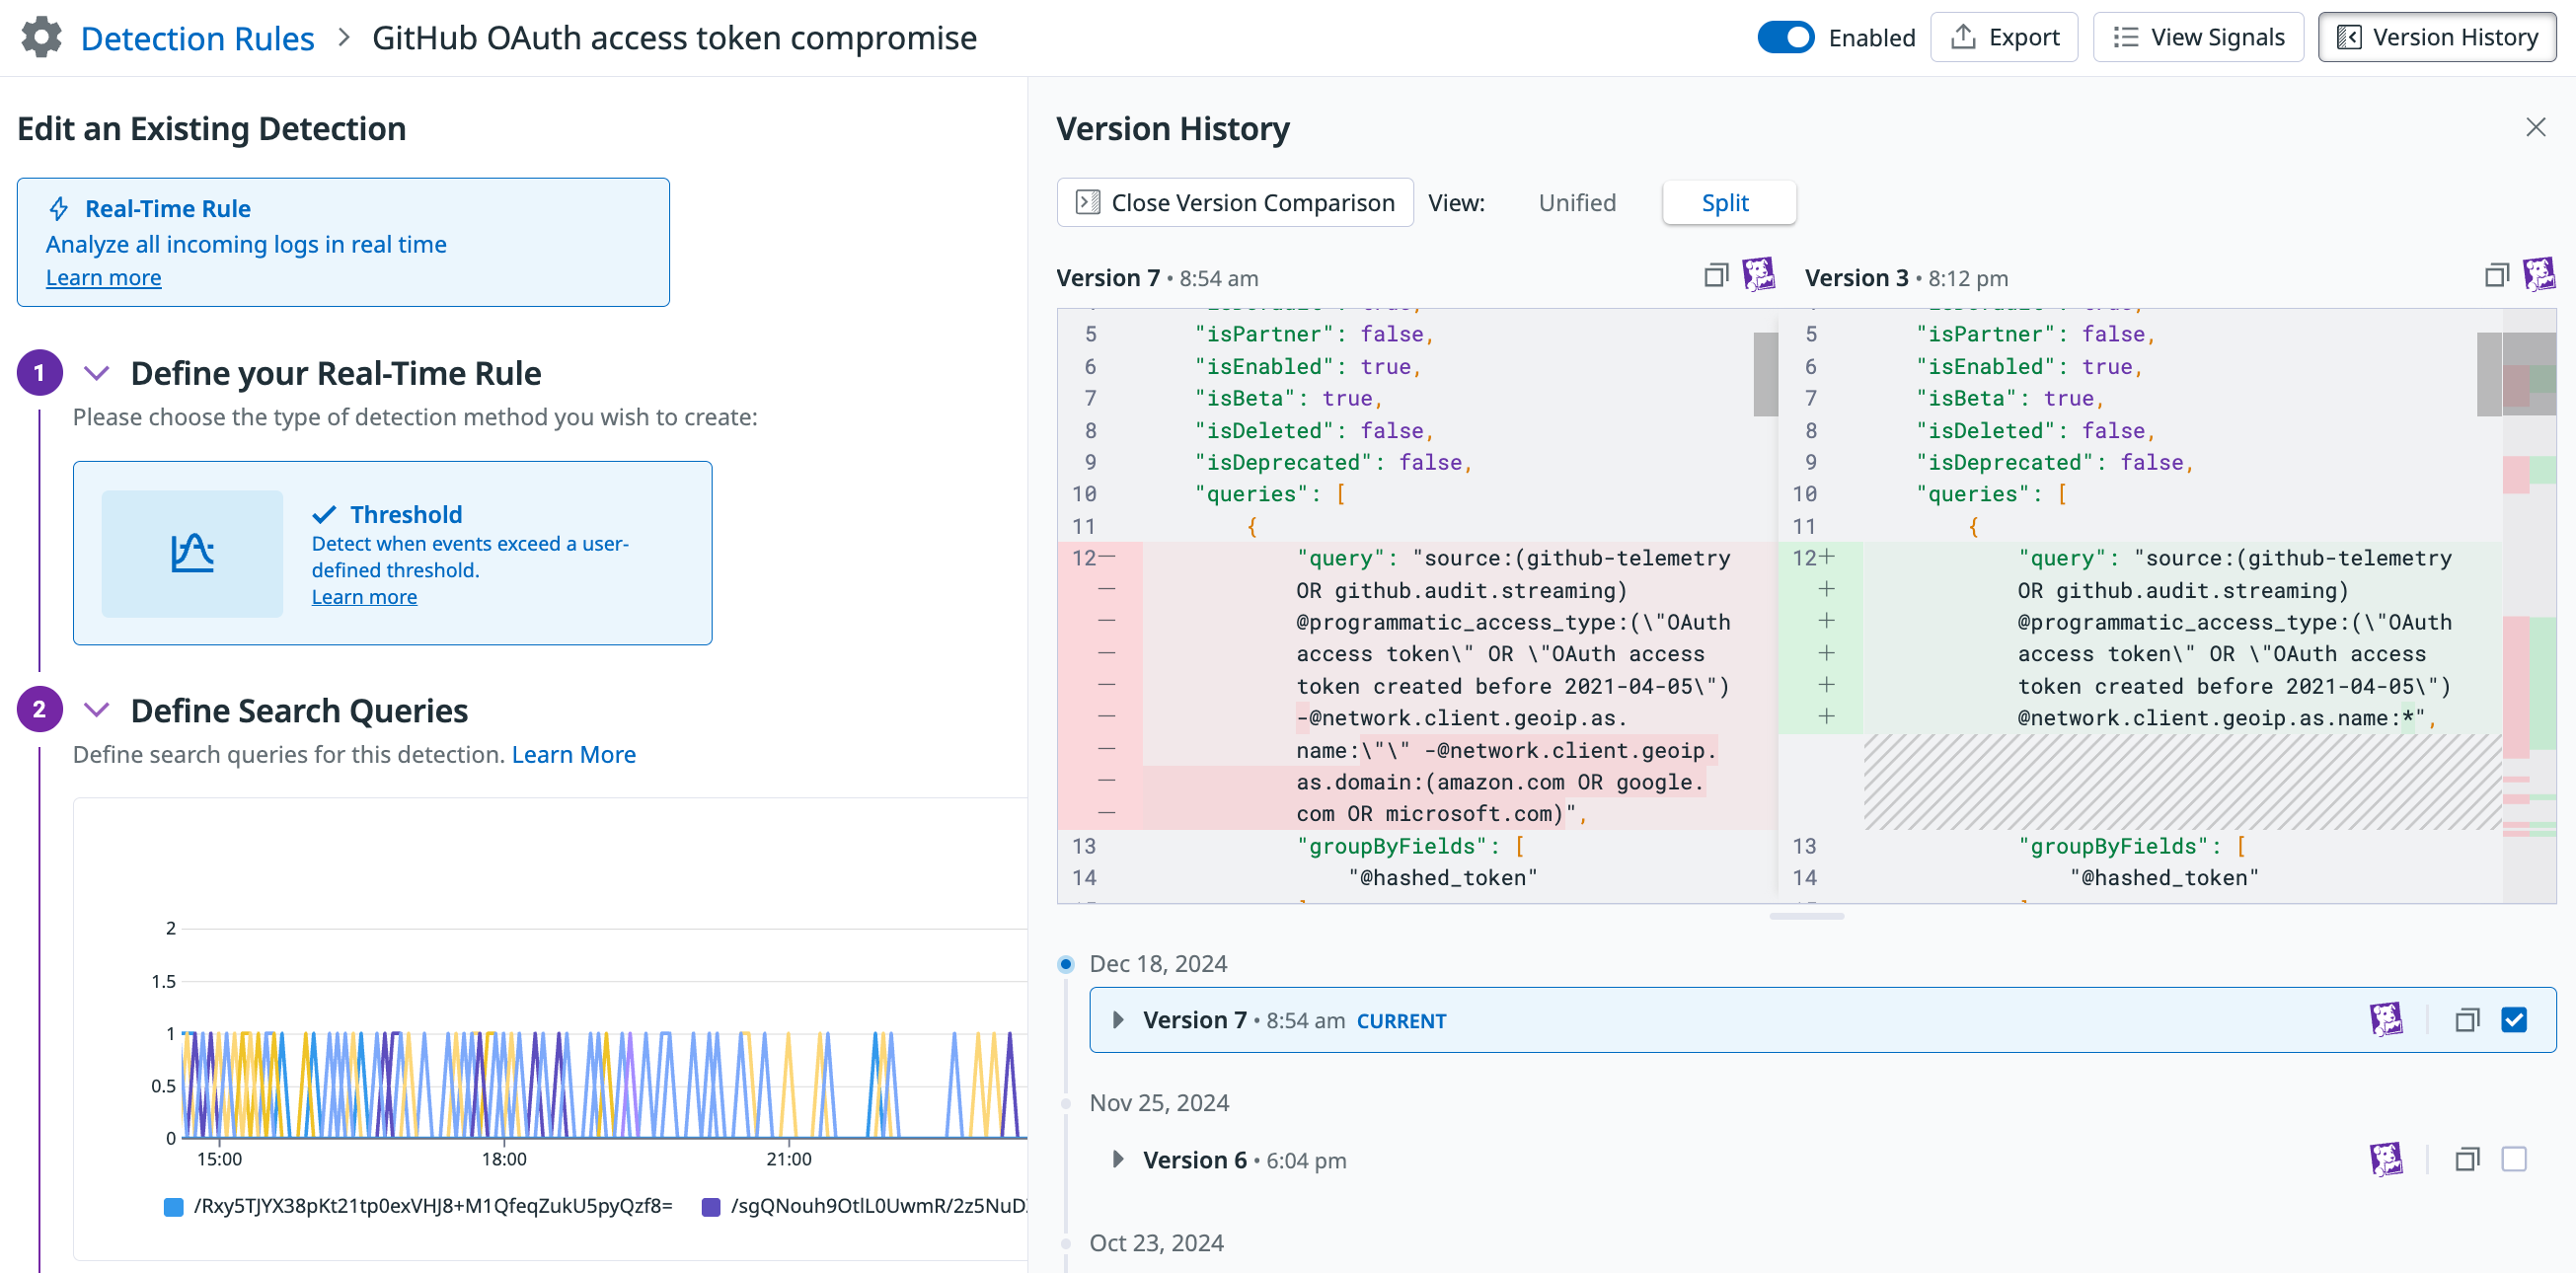 Detection Rules > GitHub OAuth access token compromise
Enabled
Export
View Signals
Version History
Edit an Existing Detection
Real-Time Rule
Analyze all incoming logs in real time
Learn more
1 Define your Real-Time Rule
Please choose the type of detection method you wish to create:
Threshold
Detect when events exceed a user-
defined threshold.
Learn more
2 Define Search Queries
Define search queries for this detection. Learn More
2
1.5
1
0.5
0
15:00 18:00 21:00
/Rxy5TJYX38pKt21tp0exVHJ8+M1QfeqZukU5pyQzf8=
/sgQNouh9OtlL0UwmR/2z5NuD
Version History
Close Version Comparison View: Unified Split
Version 7 • 8:54 am
5 "isPartner": false,
6 "isEnabled": true,
7 "isBeta": true,
8 "isDeleted": false,
9 "isDeprecated": false,
10 "queries": [
11 {
12— "query": "source:(github-telemetry
— OR github.audit.streaming)
— @programmatic_access_type:(\"OAuth
— access token\" OR \"OAuth access
— token created before 2021-04-05\")
— -@network.client.geoip.as.
— name:\"\" -@network.client.geoip.
— as.domain:(amazon.com OR google.
— com OR microsoft.com)",
13 "groupByFields": [
14 "@hashed_token"
Version 3 • 8:12 pm
5 "isPartner": false,
6 "isEnabled": true,
7 "isBeta": true,
8 "isDeleted": false,
9 "isDeprecated": false,
10 "queries": [
11 {
12+ "query": "source:(github-telemetry
+ OR github.audit.streaming)
+ @programmatic_access_type:(\"OAuth
+ access token\" OR \"OAuth access
+ token created before 2021-04-05\")
+ @network.client.geoip.as.name:*",
13 "groupByFields": [
14 "@hashed_token"
Dec 18, 2024
Version 7 • 8:54 am CURRENT
Nov 25, 2024
Version 6 • 6:04 pm
Oct 23, 2024